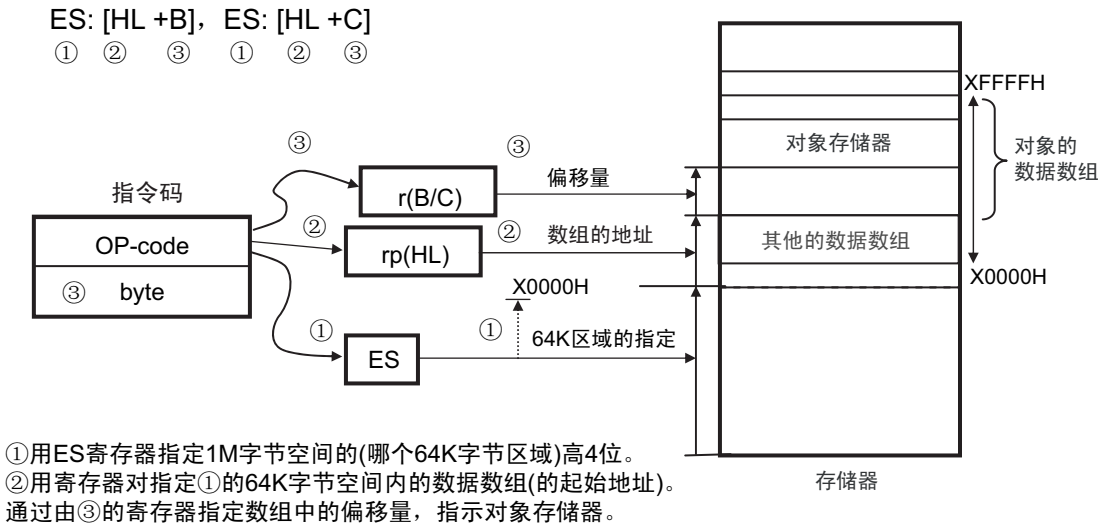 ES: [HL +B]，ES: [HL +C]
① ② ③ ① ② ③
XFFFFH
③
③
对象存储器
对象的
数据数组
指令码
偏移量
r(B/C)
OP-code
②
②
数组的地址
其他的数据数组
rp(HL)
③ byte
X0000H
X0000H
①
①
64K区域的指定
ES
①用ES寄存器指定1M字节空间的(哪个64K字节区域)高4位。
②用寄存器对指定①的64K字节空间内的数据数组(的起始地址)。
通过由③的寄存器指定数组中的偏移量，指示对象存储器。
存储器